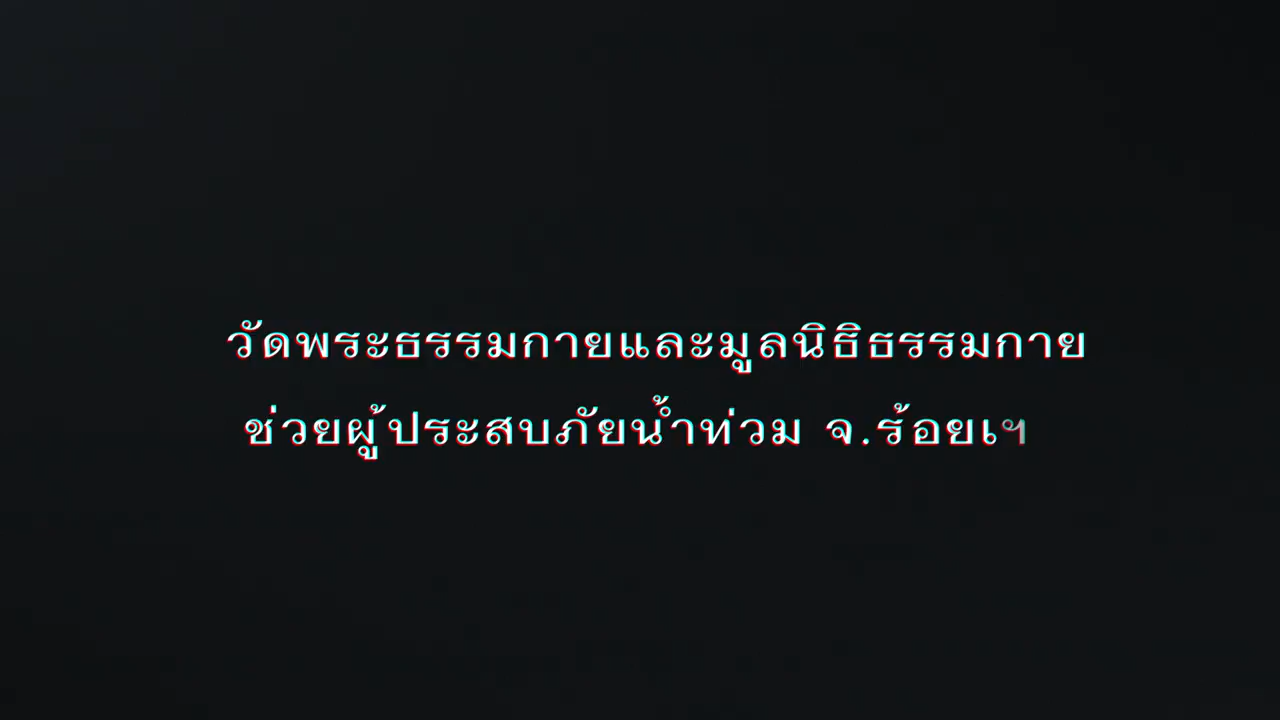 วัดพระธรรมกายและมูลนิธิธรรมกาย
ช่วยผู้ประสบภัยน้ำท่วม จ.ร้อยเฯ